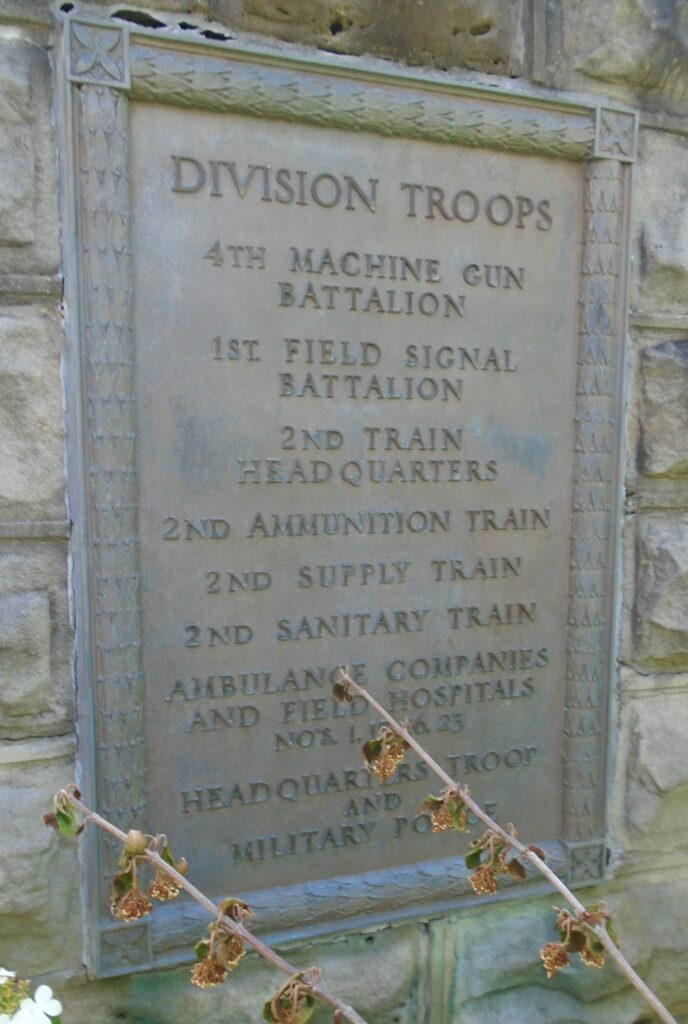 DIVISION TROOPS
4TH MACHINE GUN
BATTALION
1ST. FIELD SIGNAL
BATTALION
2ND TRAIN
HEADQUARTERS
2ND AMMUNITION TRAIN
2ND SUPPLY TRAIN
2ND SANITARY TRAIN
AMBULANCE COMPANIES
AND FIELD HOSPITALS
NO'S. 1, 23
HEADQUARTERS TROOP
AND
MILITARY POLICE